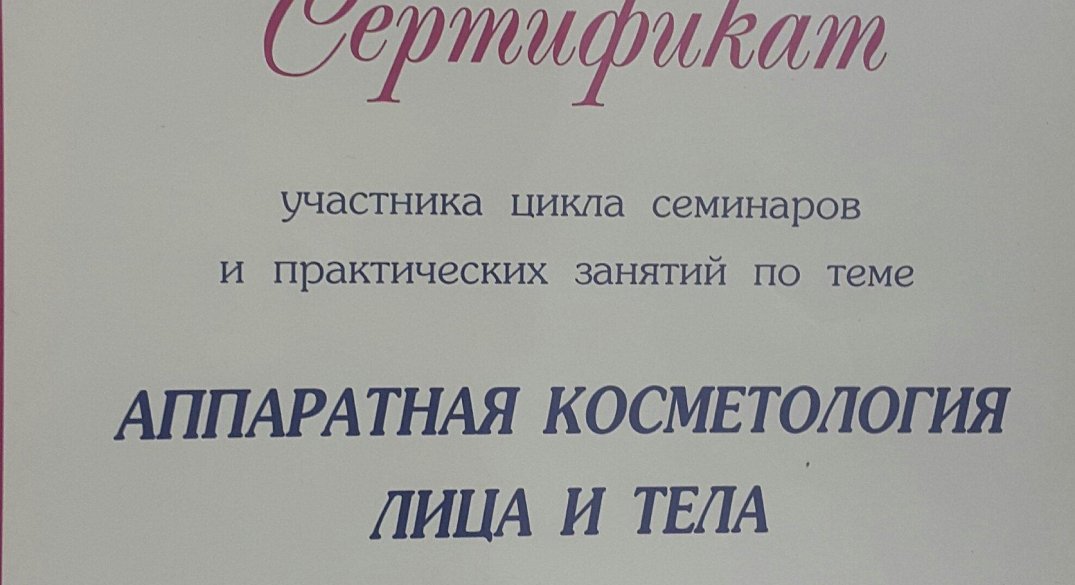 Сертификат
участника цикла семинаров
и практических занятий по теме
АППАРАТНАЯ КОСМЕТОЛОГИЯ
ЛИЦА И ТЕЛА